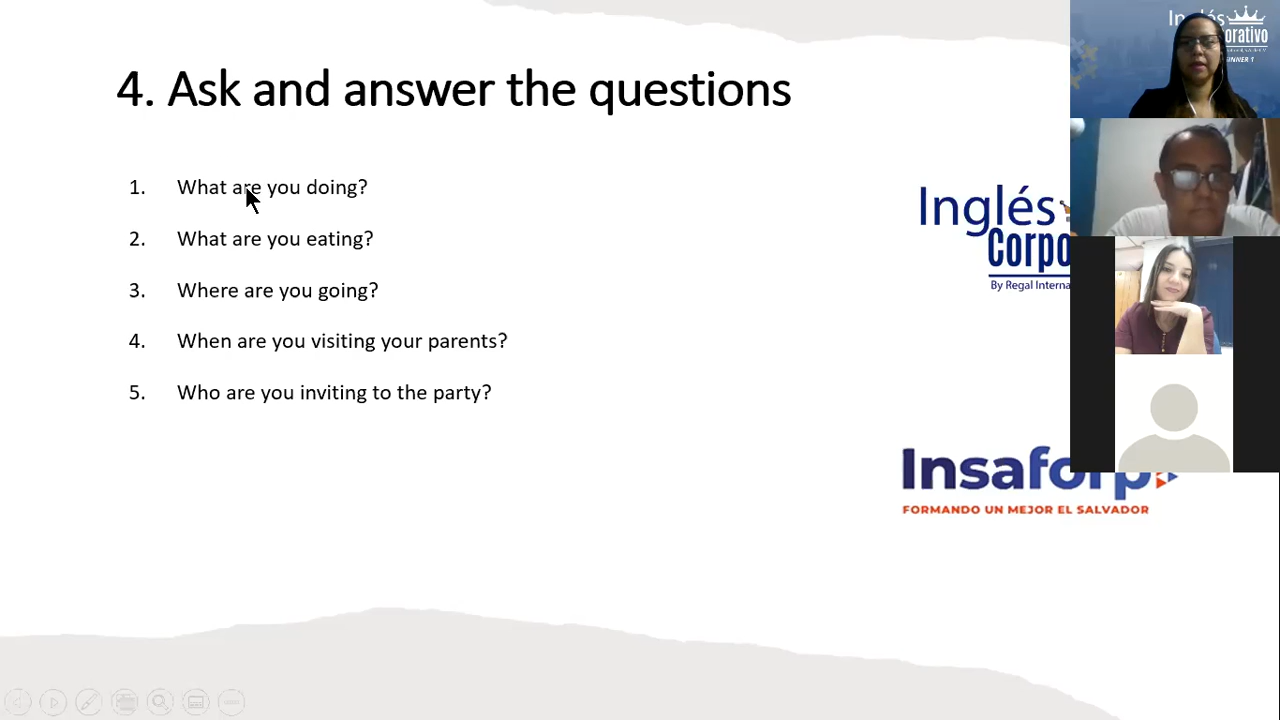 4. Ask and answer the questions
1. What are you doing?
2. What are you eating?
3. Where are you going?
4. When are you visiting your parents?
5. Who are you inviting to the party?
Inglés
Corpo
By Regal Interna
Insaforp
FORMANDO UN MEJOR EL SALVADOR
Inglés
orativo